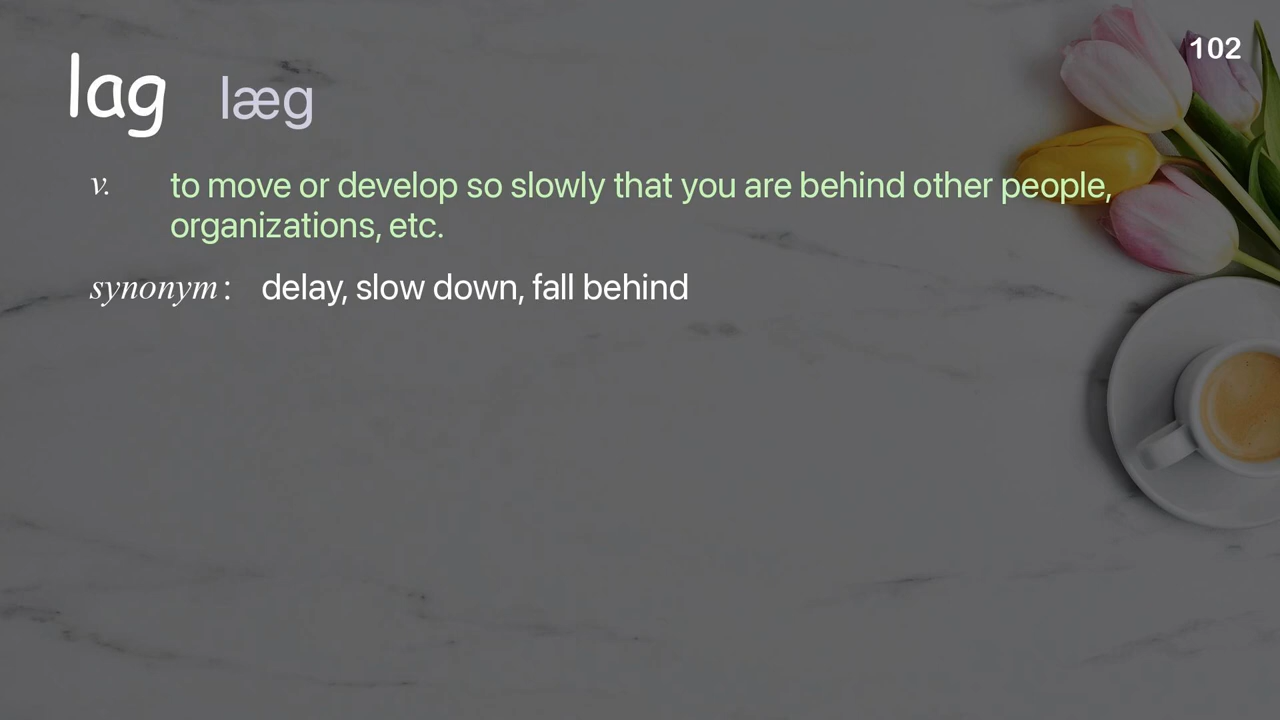 102
lag læg
v. to move or develop so slowly that you are behind other people,
organizations, etc.
synonym: delay, slow down, fall behind